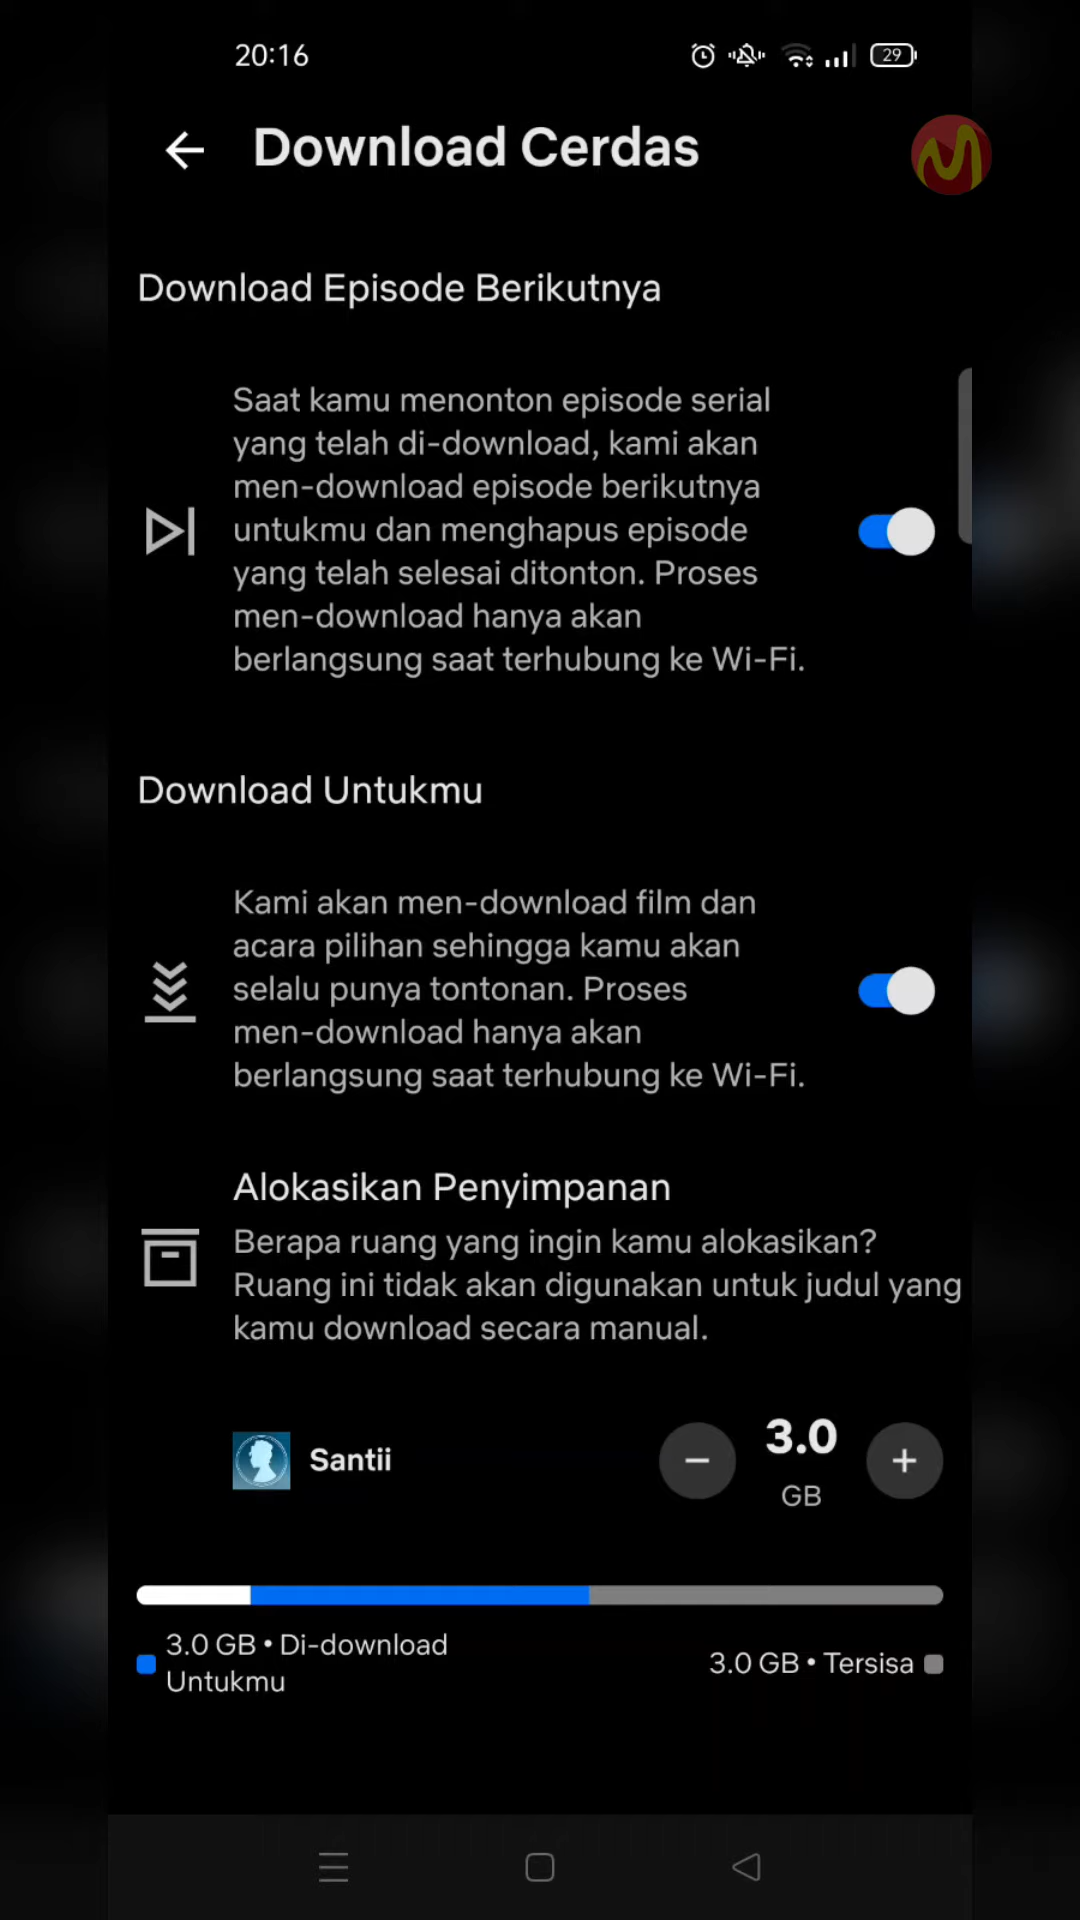 20:16
29
Download Cerdas
Download Episode Berikutnya
Saat kamu menonton episode serial
yang telah di-download, kami akan
men-download episode berikutnya
untukmu dan menghapus episode
yang telah selesai ditonton. Proses
men-download hanya akan
berlangsung saat terhubung ke Wi-Fi.
Download Untukmu
Kami akan men-download film dan
acara pilihan sehingga kamu akan
selalu punya tontonan. Proses
men-download hanya akan
berlangsung saat terhubung ke Wi-Fi.
Alokasikan Penyimpanan
Berapa ruang yang ingin kamu alokasikan?
Ruang ini tidak akan digunakan untuk judul yang
kamu download secara manual.
Santii
− 3.0 +
GB
3.0 GB • Di-download
Untukmu
3.0 GB • Tersisa